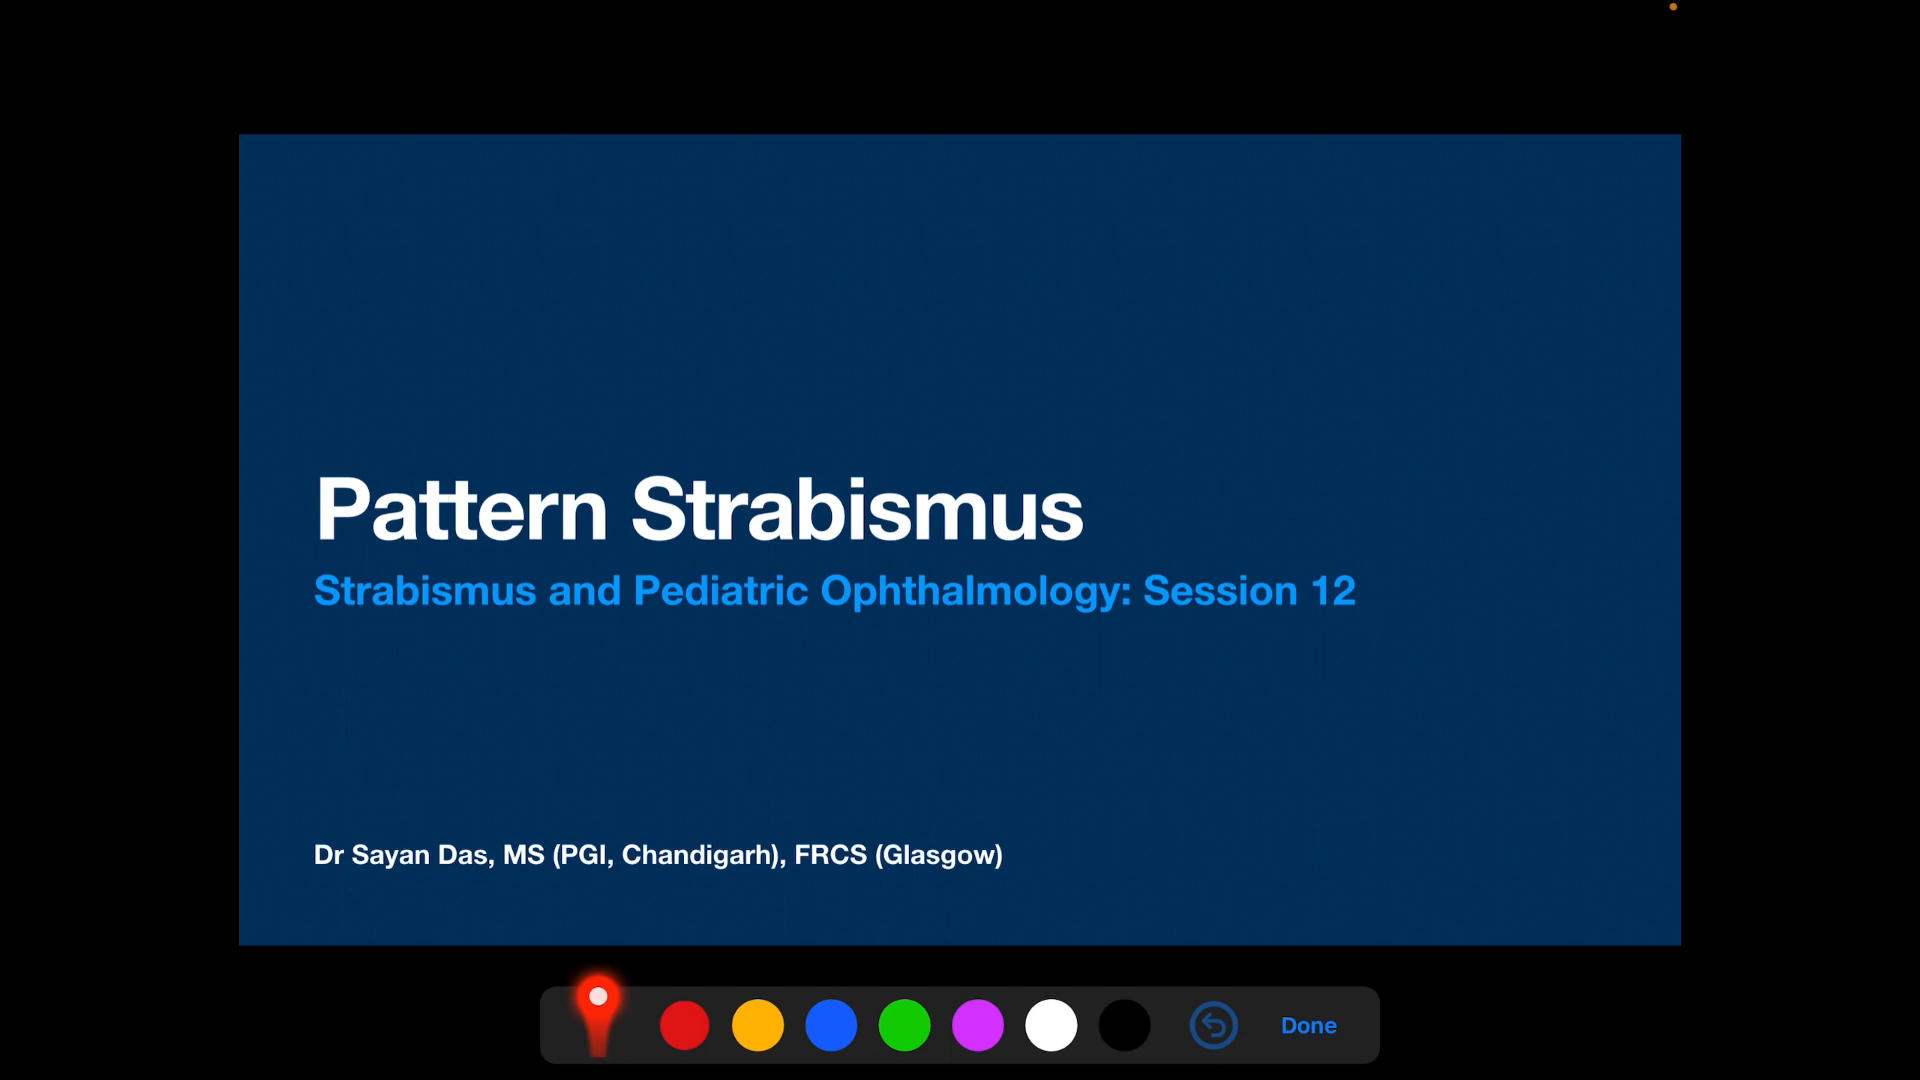 Pattern Strabismus
Strabismus and Pediatric Ophthalmology: Session 12
Dr Sayan Das, MS (PGI, Chandigarh), FRCS (Glasgow)
Done